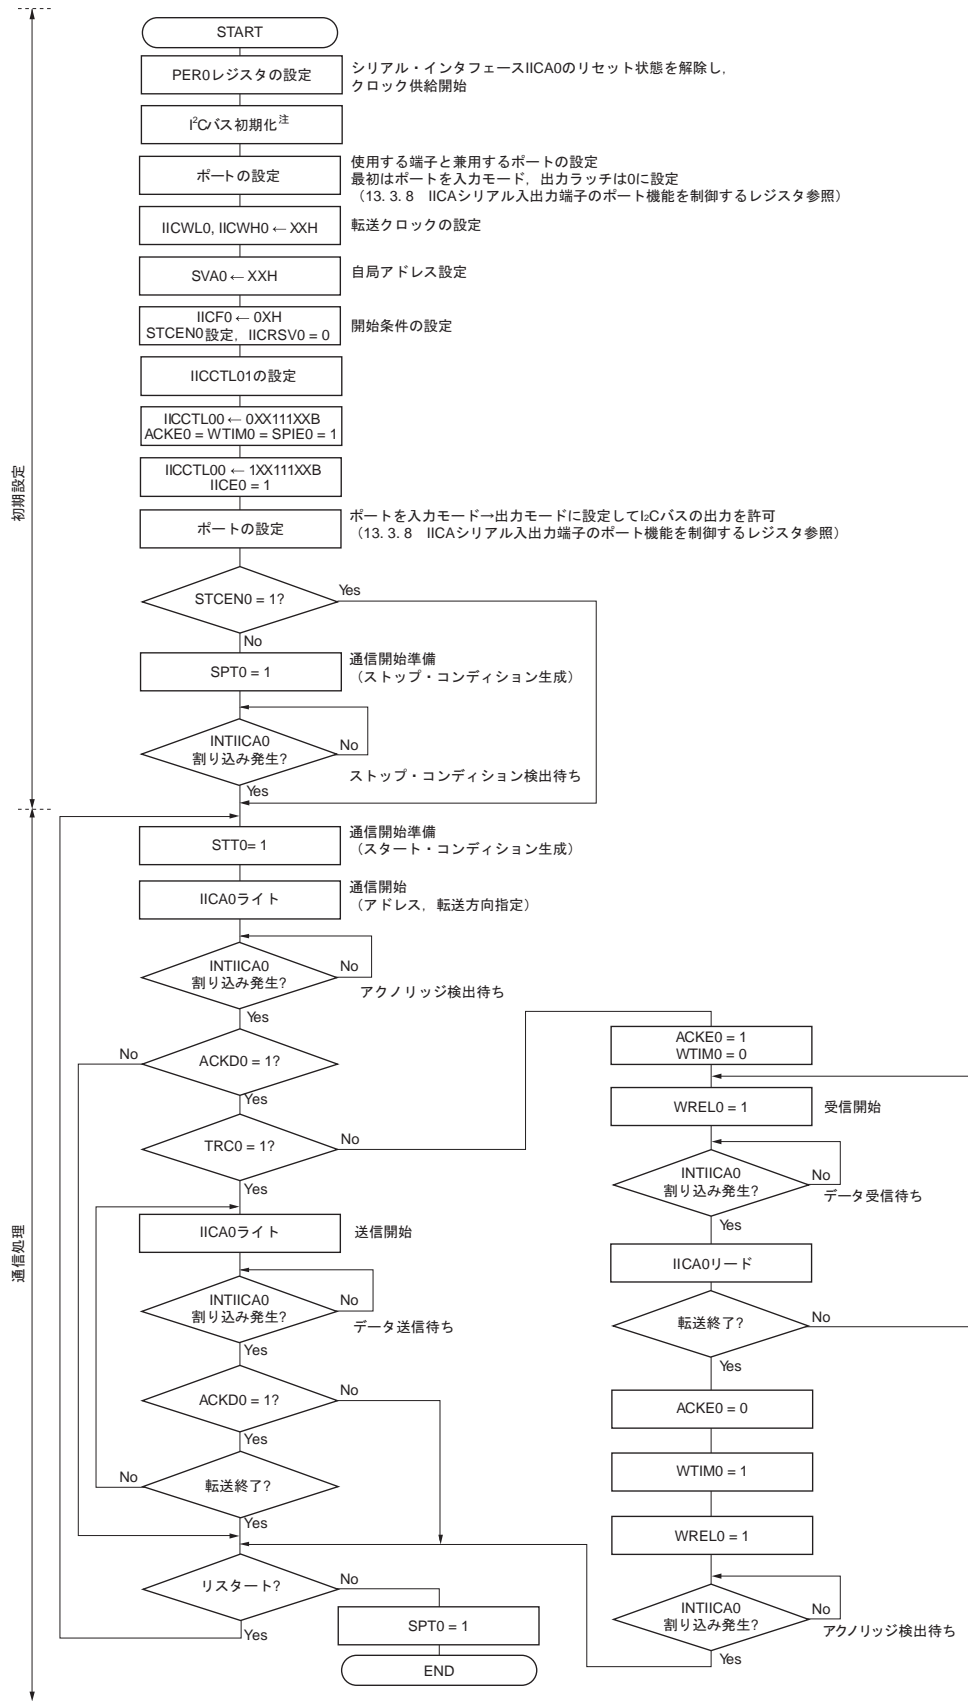 START
PER0レジスタの設定
シリアル・インタフェースIICA0のリセット状態を解除し，
クロック供給開始
I²Cバス初期化注
ポートの設定
使用する端子と兼用するポートの設定
最初はポートを入力モード，出力ラッチは0に設定
（13. 3. 8　IICAシリアル入出力端子のポート機能を制御するレジスタ参照）
IICWL0, IICWH0 ← XXH
転送クロックの設定
SVA0 ← XXH
自局アドレス設定
IICF0 ← 0XH
STCEN0設定，IICRSV0 = 0
開始条件の設定
IICCTL01の設定
IICCTL00 ← 0XX111XXB
ACKE0 = WTIM0 = SPIE0 = 1
IICCTL00 ← 1XX111XXB
IICE0 = 1
ポートの設定
ポートを入力モード→出力モードに設定してI2Cバスの出力を許可
（13. 3. 8　IICAシリアル入出力端子のポート機能を制御するレジスタ参照）
初期設定
STCEN0 = 1?
Yes
No
SPT0 = 1
通信開始準備
（ストップ・コンディション生成）
INTIICA0
割り込み発生?
No
ストップ・コンディション検出待ち
Yes
通信処理
STT0= 1
通信開始準備
（スタート・コンディション生成）
IICA0ライト
通信開始
（アドレス，転送方向指定）
INTIICA0
割り込み発生?
No
アクノリッジ検出待ち
Yes
ACKD0 = 1?
No
Yes
TRC0 = 1?
No
Yes
IICA0ライト
送信開始
INTIICA0
割り込み発生?
No
データ送信待ち
Yes
ACKD0 = 1?
No
Yes
転送終了?
No
Yes
リスタート?
No
Yes
SPT0 = 1
END
ACKE0 = 1
WTIM0 = 0
WREL0 = 1
受信開始
INTIICA0
割り込み発生?
No
データ受信待ち
Yes
IICA0リード
転送終了?
No
Yes
ACKE0 = 0
WTIM0 = 1
WREL0 = 1
INTIICA0
割り込み発生?
No
アクノリッジ検出待ち
Yes